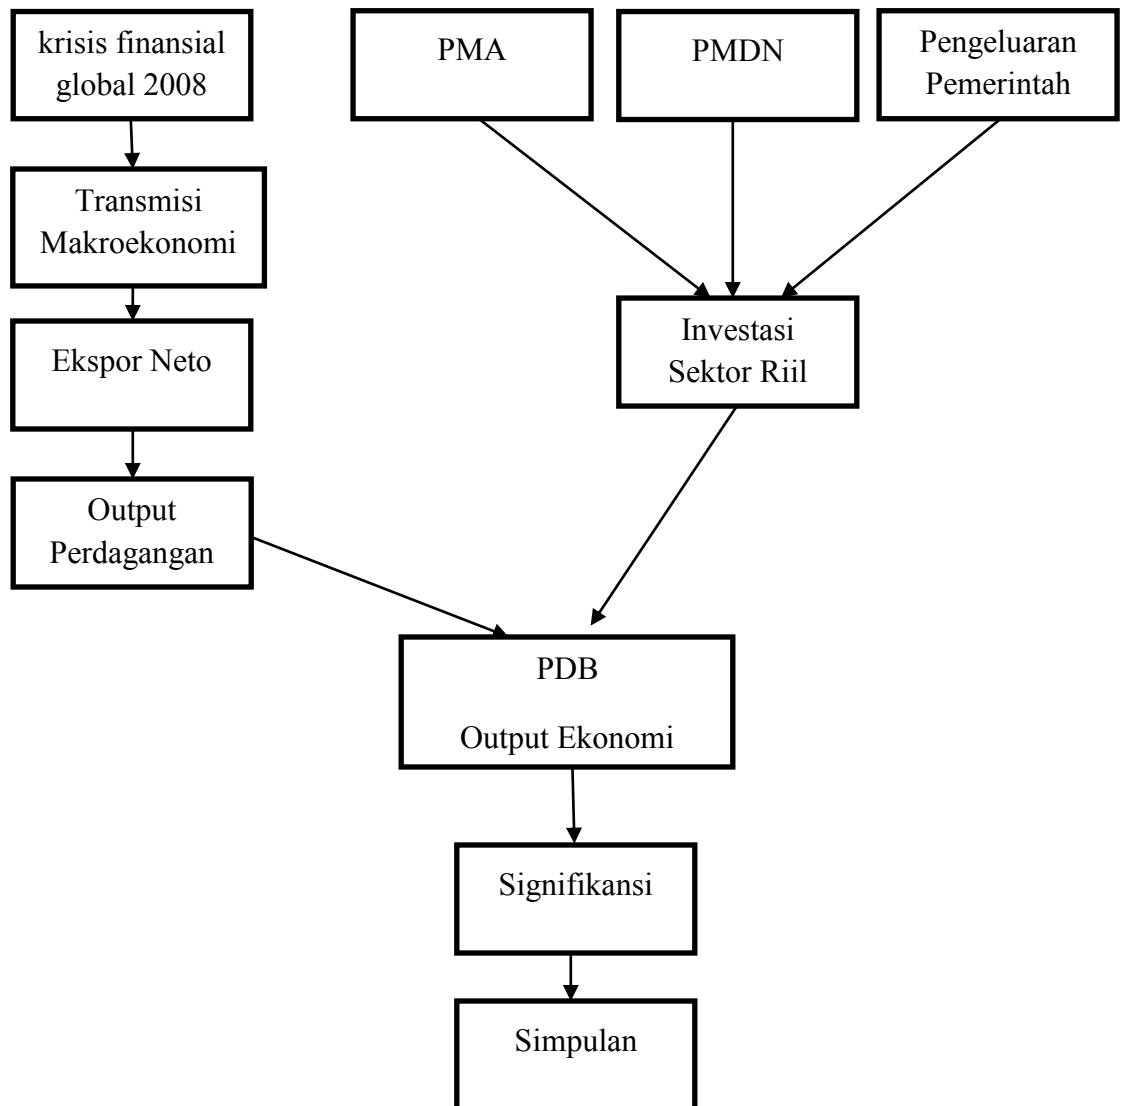 krisis finansial
global 2008
PMA
PMDN
Pengeluaran
Pemerintah
Transmisi
Makroekonomi
Ekspor Neto
Investasi
Sektor Riil
Output
Perdagangan
PDB
Output Ekonomi
Signifikansi
Simpulan